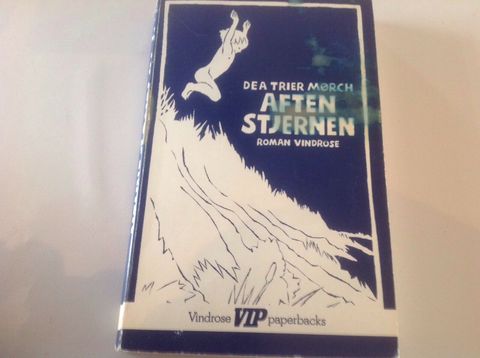 DEA TRIER MØRCH
AFTEN
STJERNEN
ROMAN VINDROSE
Vindrose VIP paperbacks